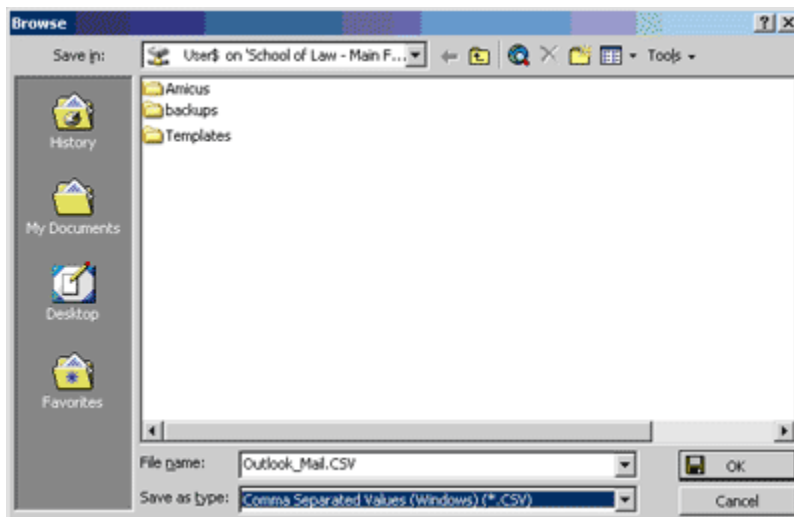 Browse
Save in: User$ on 'School of Law - Main F... Tools
Amicus
backups
Templates
History
My Documents
Desktop
Favorites
File name: Outlook_Mail.CSV OK
Save as type: Comma Separated Values (Windows) (*.CSV) Cancel